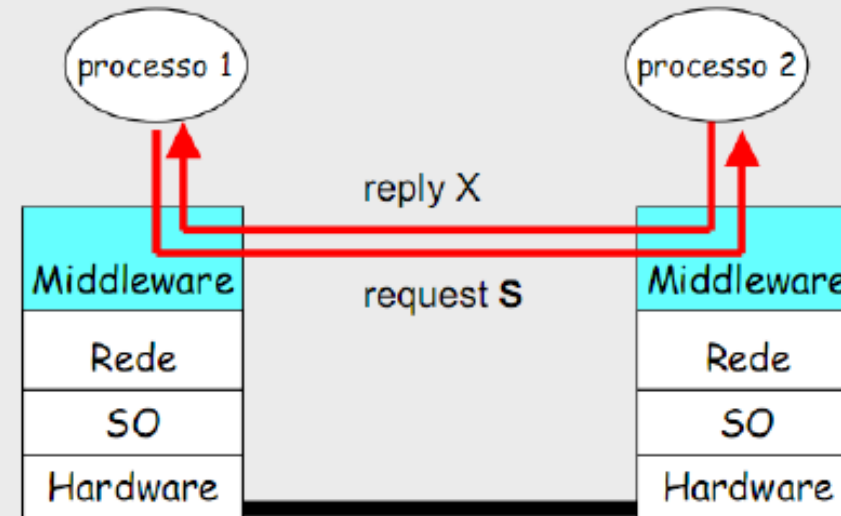 processo 1
processo 2
reply X
Middleware
request S
Middleware
Rede
Rede
SO
SO
Hardware
Hardware